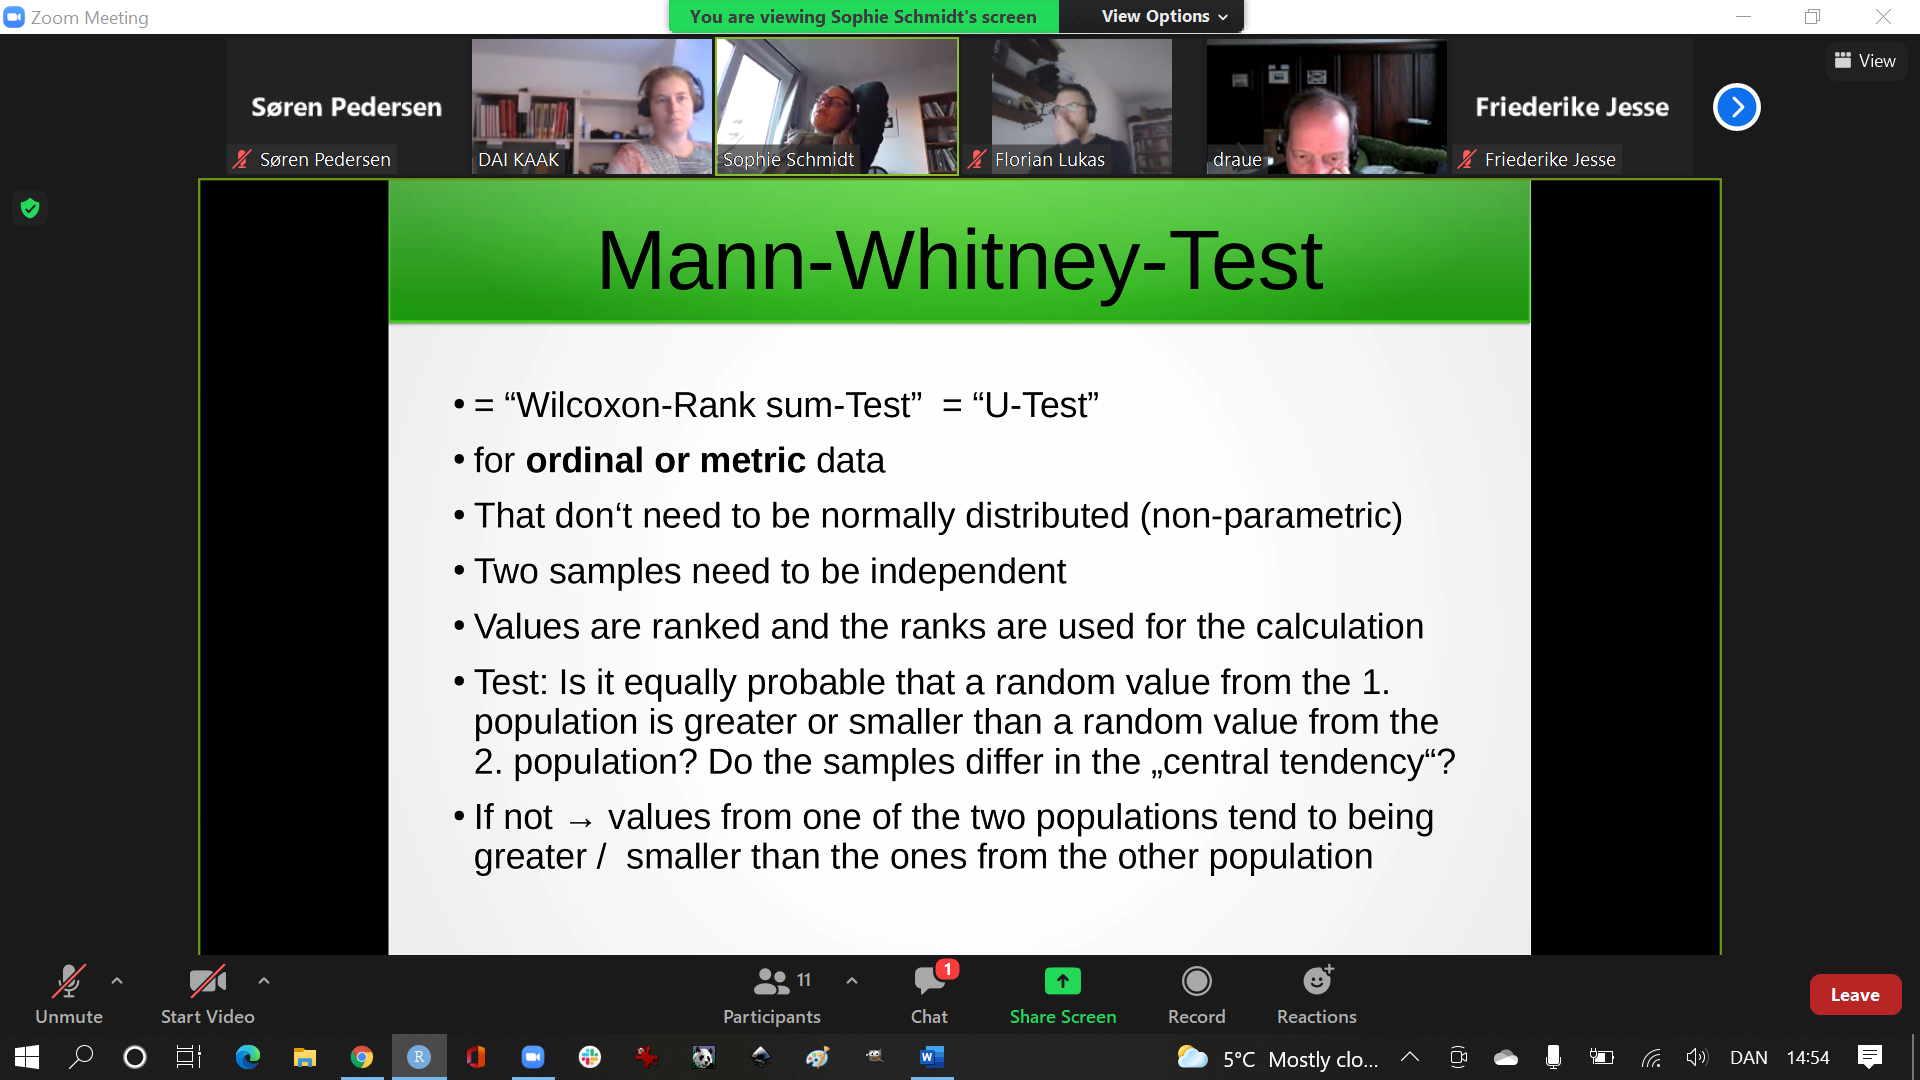 Zoom Meeting
You are viewing Sophie Schmidt's screen
View Options
View
Søren Pedersen
Friederike Jesse
Søren Pedersen
DAI KAAK
Sophie Schmidt
Florian Lukas
draue
Friederike Jesse
Mann-Whitney-Test
• = “Wilcoxon-Rank sum-Test” = “U-Test”
• for ordinal or metric data
• That don‘t need to be normally distributed (non-parametric)
• Two samples need to be independent
• Values are ranked and the ranks are used for the calculation
• Test: Is it equally probable that a random value from the 1.
population is greater or smaller than a random value from the
2. population? Do the samples differ in the „central tendency“?
• If not → values from one of the two populations tend to being
greater / smaller than the ones from the other population
11
1
Unmute
Start Video
Participants
Chat
Share Screen
Record
Reactions
Leave
R
W
5°C Mostly clo...
DAN
14:54